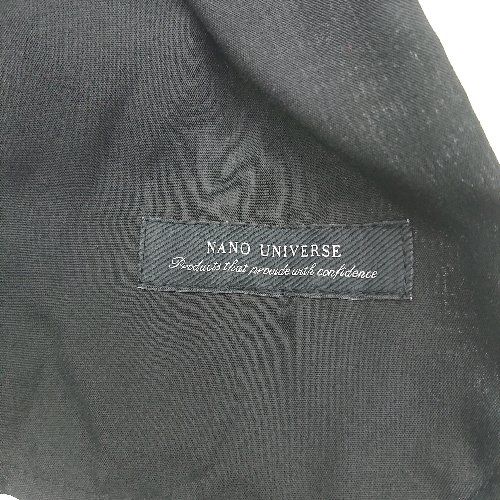 NANO UNIVERSE
Products that provide with confidence